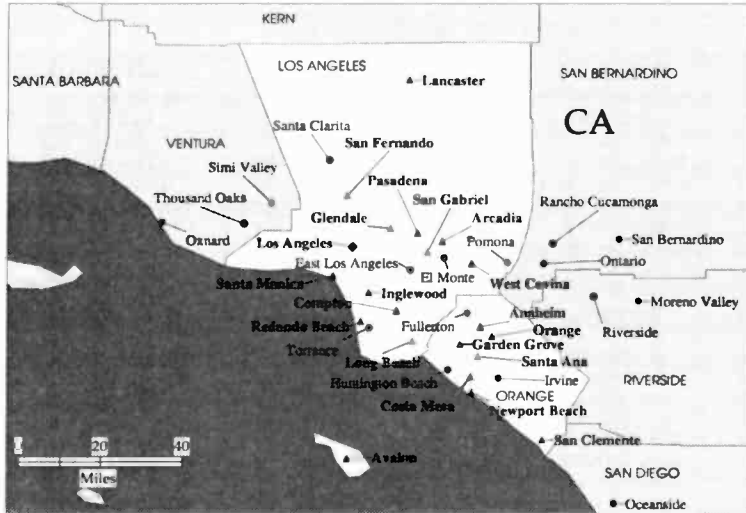 KERN
LOS ANGELES
SANTA BARBARA
Lancaster
SAN BERNARDINO
CA
Santa Clarita
San Fernando
VENTURA
Simi Valley
Pasadena
San Gabriel
Thousand Oaks
Rancho Cucamonga
Glendale
Arcadia
Oxnard
Los Angeles
Pomona
San Bernardino
East Los Angeles
El Monte
Ontario
Santa Monica
West Covina
Inglewood
Moreno Valley
Compton
Anaheim
Redondo Beach
Fullerton
Orange
Riverside
Torrance
Garden Grove
Long Beach
Santa Ana
Huntington Beach
Irvine
RIVERSIDE
Costa Mesa
ORANGE
Newport Beach
San Clemente
20
40
Miles
Avalon
SAN DIEGO
Oceanside